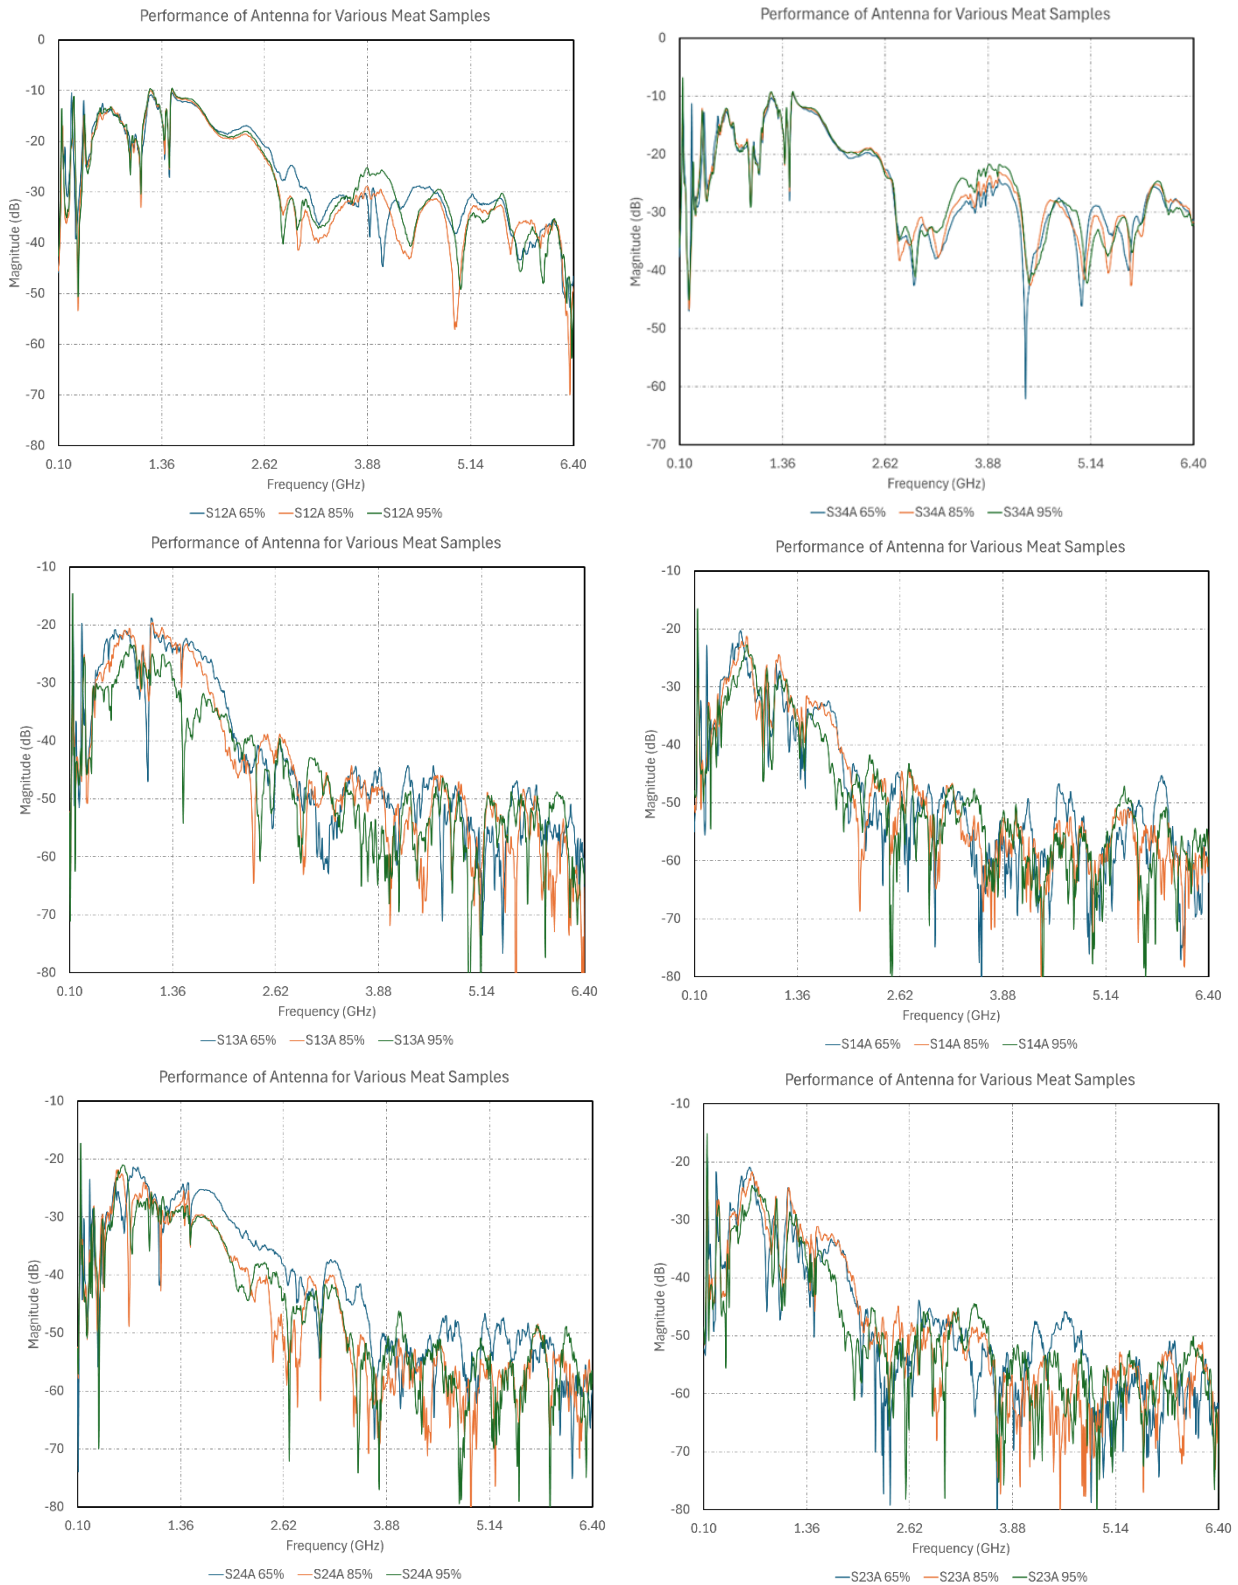 Performance of Antenna for Various Meat Samples
0
-10
-20
-30
-40
-50
-60
-70
-80
Magnitude (dB)
0.10 1.36 2.62 3.88 5.14 6.40
Frequency (GHz)
S12A 65% S12A 85% S12A 95%
Performance of Antenna for Various Meat Samples
0
-10
-20
-30
-40
-50
-60
-70
Magnitude (dB)
0.10 1.36 2.62 3.88 5.14 6.40
Frequency (GHz)
S34A 65% S34A 85% S34A 95%
Performance of Antenna for Various Meat Samples
-10
-20
-30
-40
-50
-60
-70
-80
Magnitude (dB)
0.10 1.36 2.62 3.88 5.14 6.40
Frequency (GHz)
S13A 65% S13A 85% S13A 95%
Performance of Antenna for Various Meat Samples
-10
-20
-30
-40
-50
-60
-70
-80
Magnitude (dB)
0.10 1.36 2.62 3.88 5.14 6.40
Frequency (GHz)
S14A 65% S14A 85% S14A 95%
Performance of Antenna for Various Meat Samples
-10
-20
-30
-40
-50
-60
-70
-80
Magnitude (dB)
0.10 1.36 2.62 3.88 5.14 6.40
Frequency (GHz)
S24A 65% S24A 85% S24A 95%
Performance of Antenna for Various Meat Samples
-10
-20
-30
-40
-50
-60
-70
-80
Magnitude (dB)
0.10 1.36 2.62 3.88 5.14 6.40
Frequency (GHz)
S23A 65% S23A 85% S23A 95%